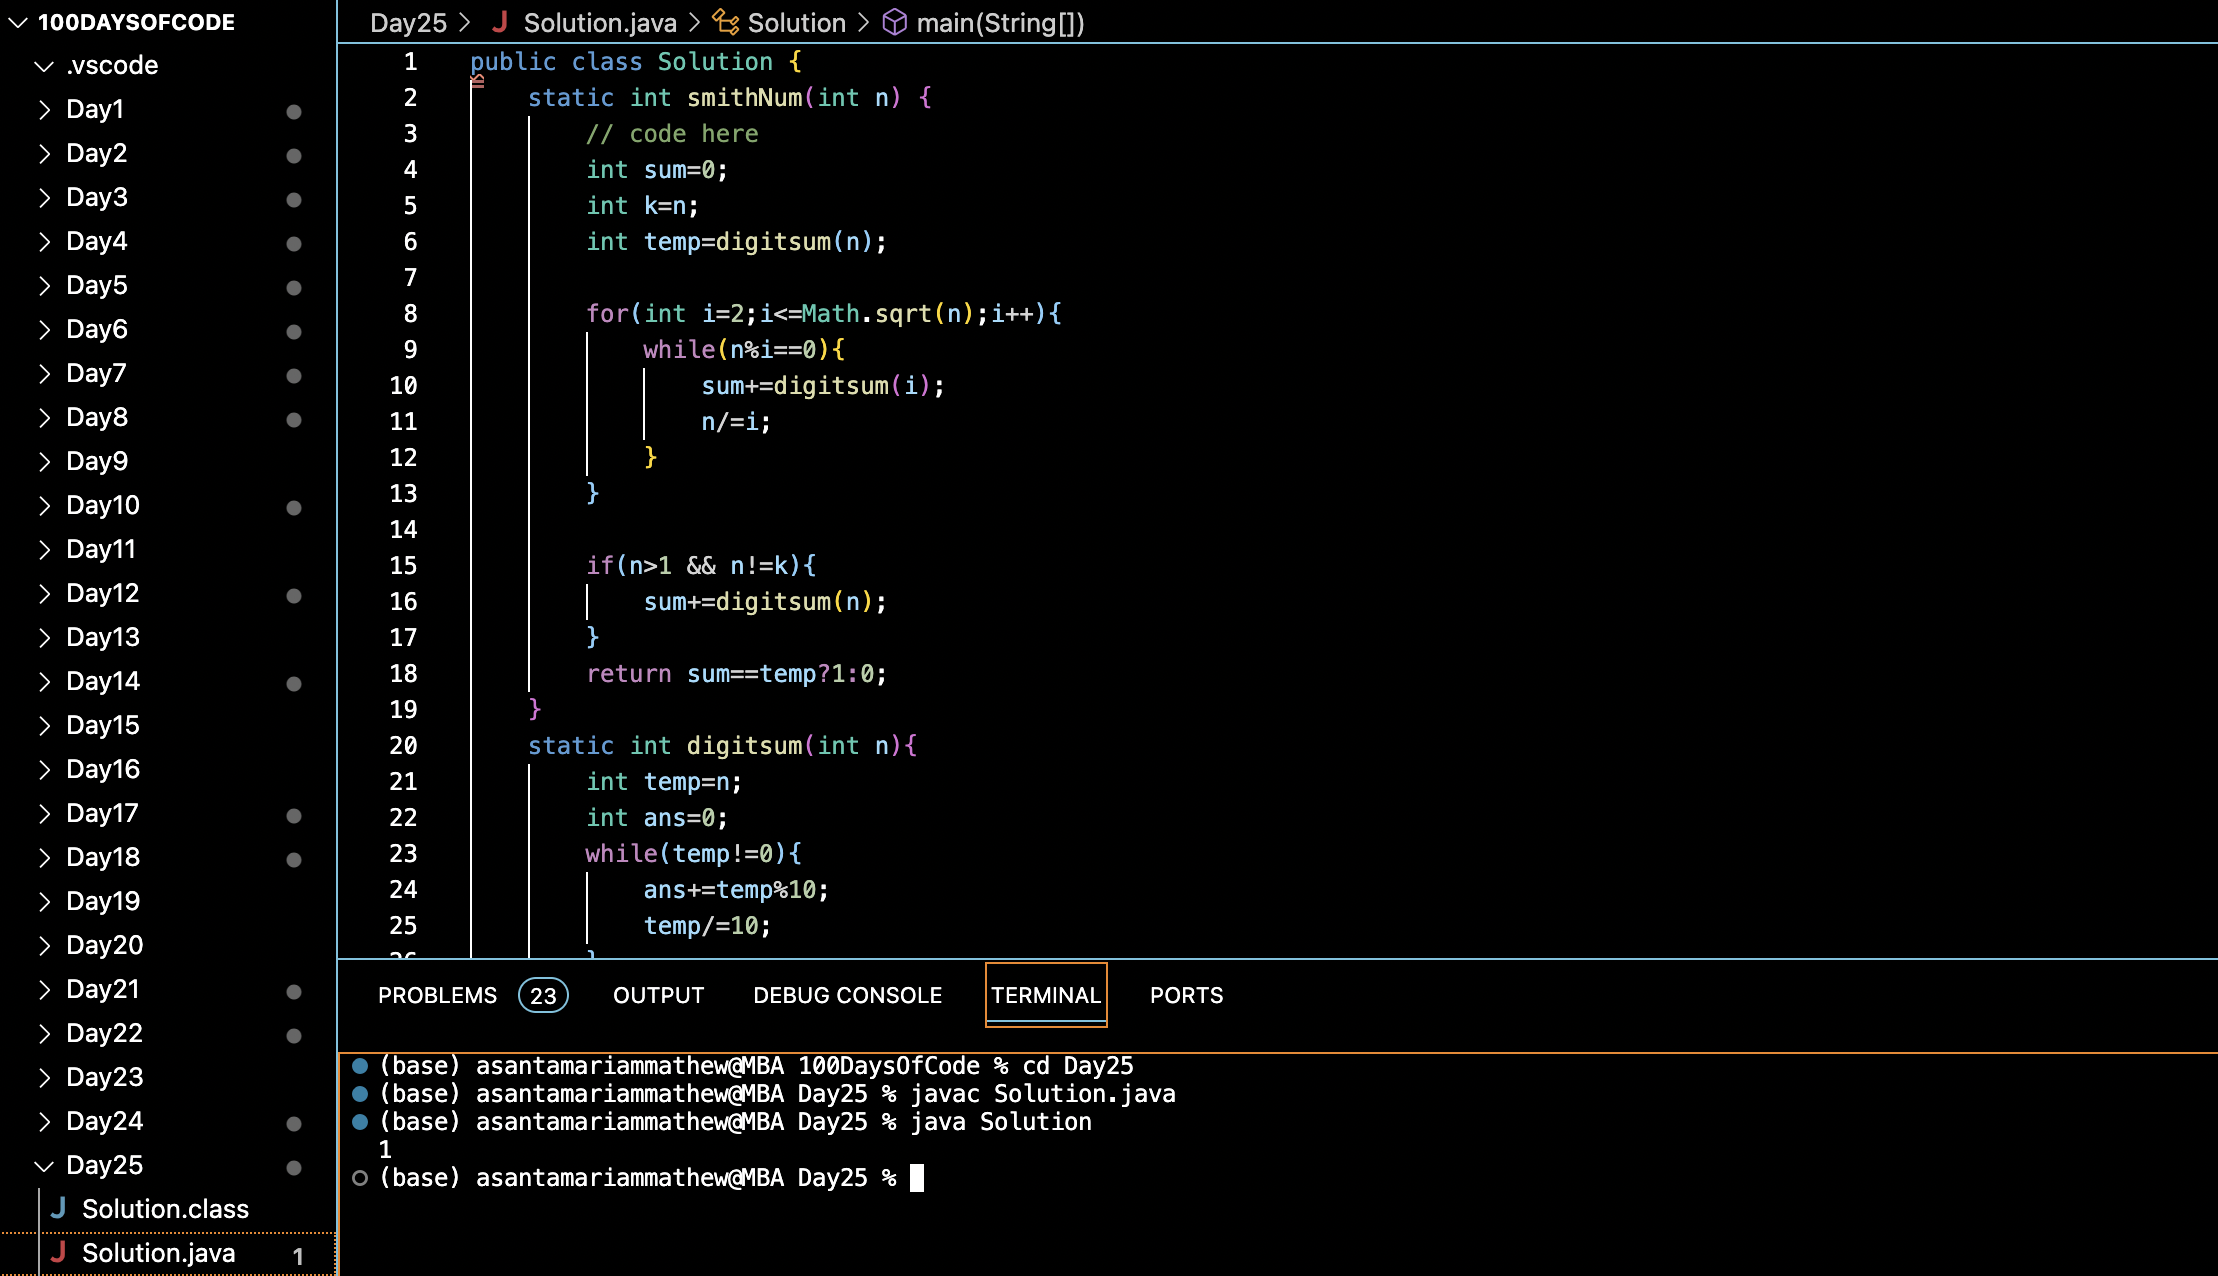 100DAYSOFCODE
.vscode
Day1
Day2
Day3
Day4
Day5
Day6
Day7
Day8
Day9
Day10
Day11
Day12
Day13
Day14
Day15
Day16
Day17
Day18
Day19
Day20
Day21
Day22
Day23
Day24
Day25
J Solution.class
J Solution.java 1
Day25 > J Solution.java > Solution > main(String[])
1 public class Solution {
2     static int smithNum(int n) {
3         // code here
4         int sum=0;
5         int k=n;
6         int temp=digitsum(n);
7
8         for(int i=2;i<=Math.sqrt(n);i++){
9             while(n%i==0){
10                 sum+=digitsum(i);
11                 n/=i;
12             }
13         }
14
15         if(n>1 && n!=k){
16             sum+=digitsum(n);
17         }
18         return sum==temp?1:0;
19     }
20     static int digitsum(int n){
21         int temp=n;
22         int ans=0;
23         while(temp!=0){
24             ans+=temp%10;
25             temp/=10;
26         }
PROBLEMS 23 OUTPUT DEBUG CONSOLE TERMINAL PORTS
(base) asantamariammathew@MBA 100DaysOfCode % cd Day25
(base) asantamariammathew@MBA Day25 % javac Solution.java
(base) asantamariammathew@MBA Day25 % java Solution
1
(base) asantamariammathew@MBA Day25 %